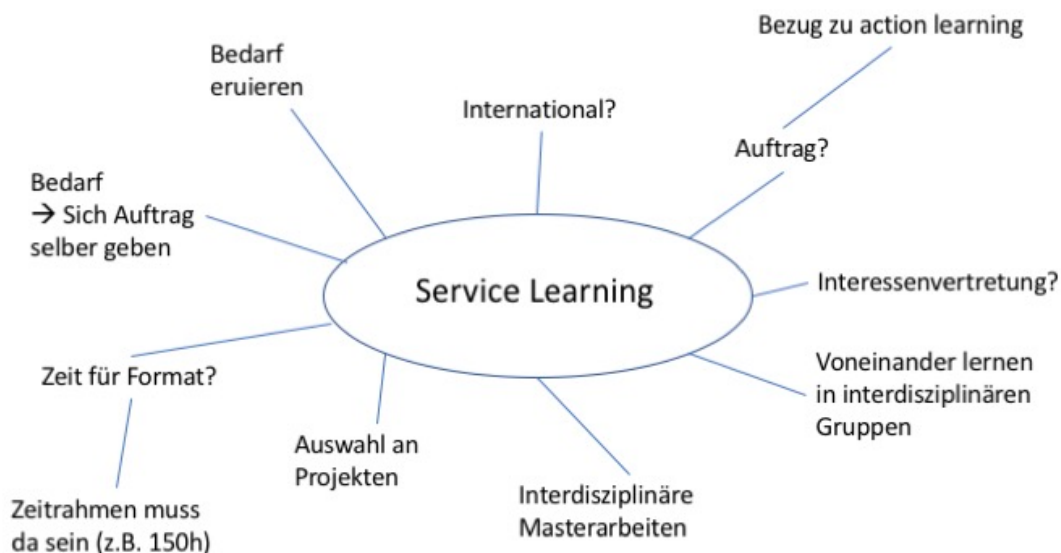 Bezug zu action learning
Bedarf
eruieren
International?
Auftrag?
Bedarf
→ Sich Auftrag
selber geben
Service Learning
Interessenvertretung?
Zeit für Format?
Voneinander lernen
in interdisziplinären
Gruppen
Auswahl an
Projekten
Interdisziplinäre
Masterarbeiten
Zeitrahmen muss
da sein (z.B. 150h)